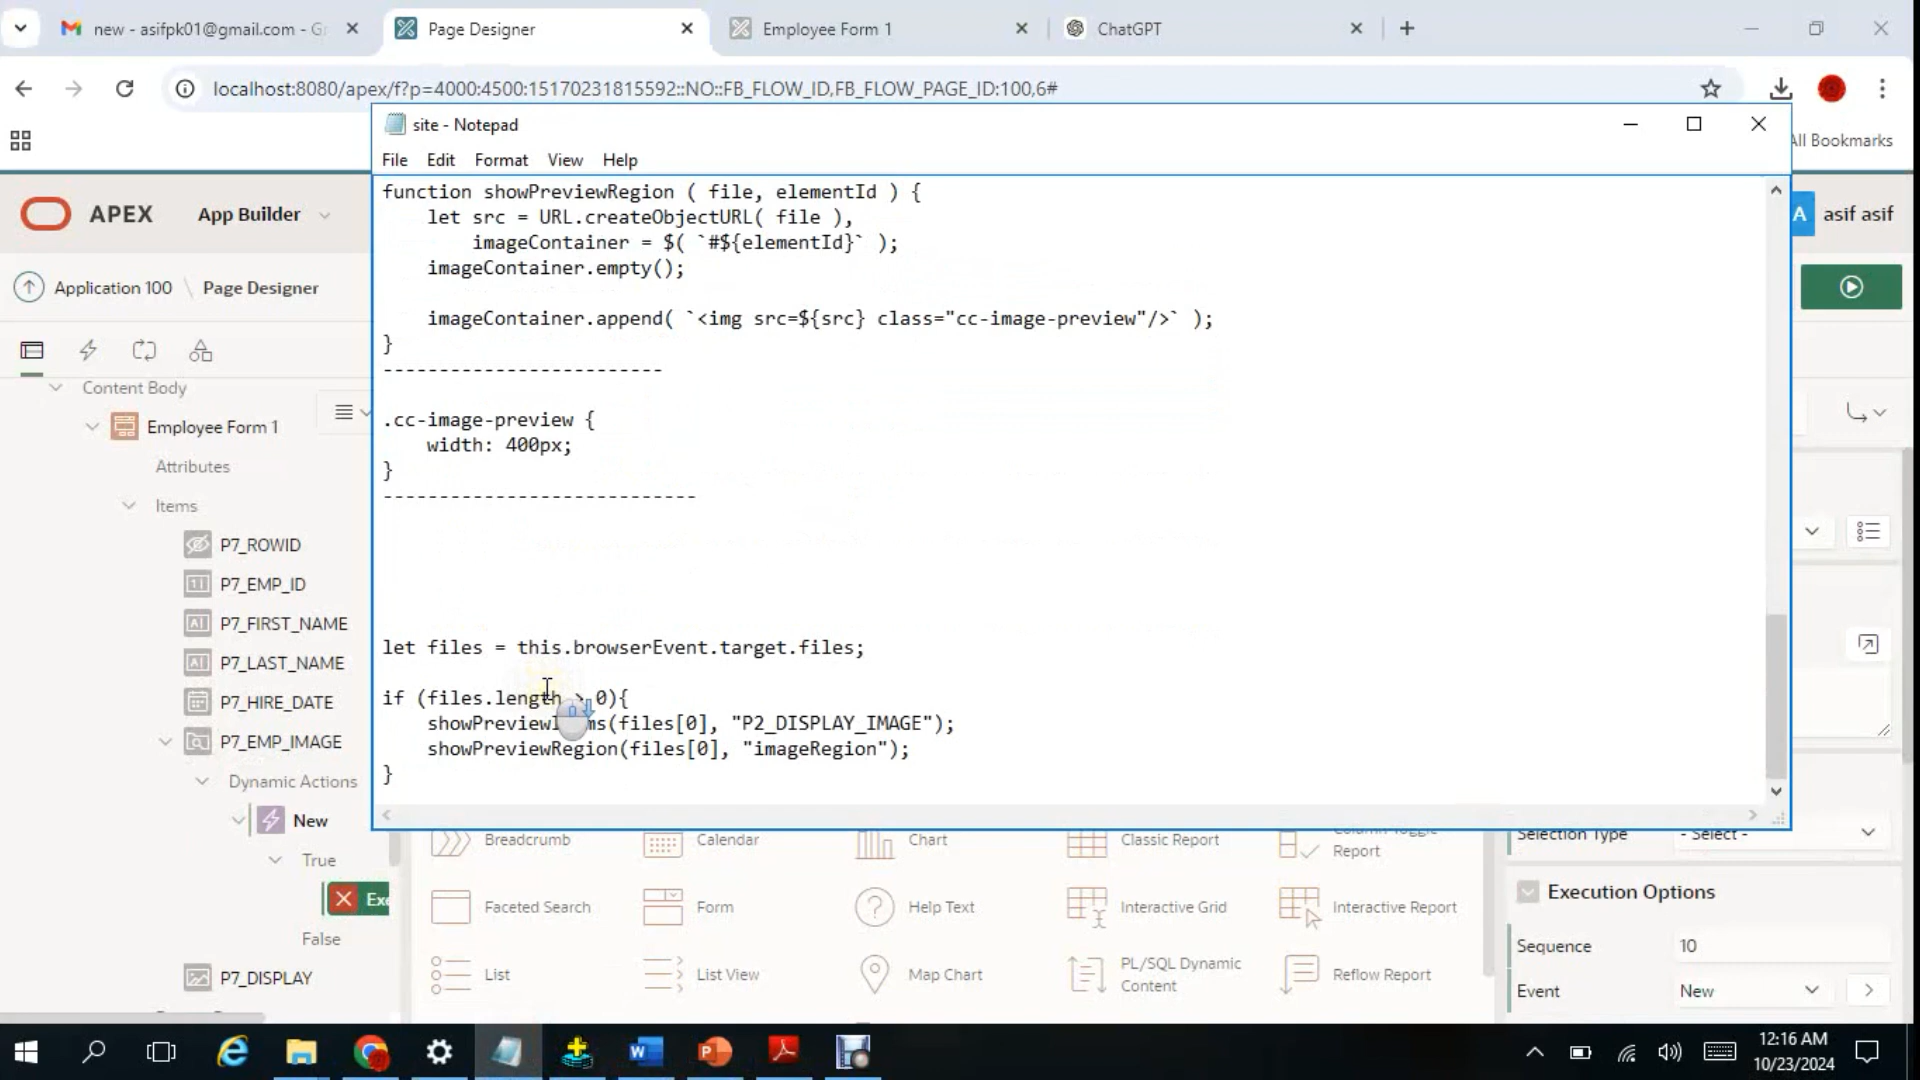 new - asifpk01@gmail.com - G
Page Designer
Employee Form 1
ChatGPT
localhost:8080/apex/f?p=4000:4500:15170231815592::NO::FB_FLOW_ID,FB_FLOW_PAGE_ID:100,6#
All Bookmarks
site - Notepad
File Edit Format View Help
APEX
App Builder
A
asif asif
Application 100 \ Page Designer
Content Body
Employee Form 1
Attributes
Items
P7_ROWID
P7_EMP_ID
P7_FIRST_NAME
P7_LAST_NAME
P7_HIRE_DATE
P7_EMP_IMAGE
Dynamic Actions
New
True
Exe
False
P7_DISPLAY
function showPreviewRegion ( file, elementId ) {
let src = URL.createObjectURL( file ),
imageContainer = $( `#${elementId}` );
imageContainer.empty();
imageContainer.append( `<img src=${src} class="cc-image-preview"/>` );
}
-------------------------
.cc-image-preview {
width: 400px;
}
----------------------------
let files = this.browserEvent.target.files;
if (files.length > 0){
(files[0], "P2_DISPLAY_IMAGE");
showPreviewRegion(files[0], "imageRegion");
}
Breadcrumb
Calendar
Chart
Classic Report
Column Toggle
Report
Faceted Search
Form
Help Text
Interactive Grid
Interactive Report
List
List View
Map Chart
PL/SQL Dynamic
Content
Reflow Report
Selection Type
- Select -
Execution Options
Sequence
10
Event
New
12:16 AM
10/23/2024